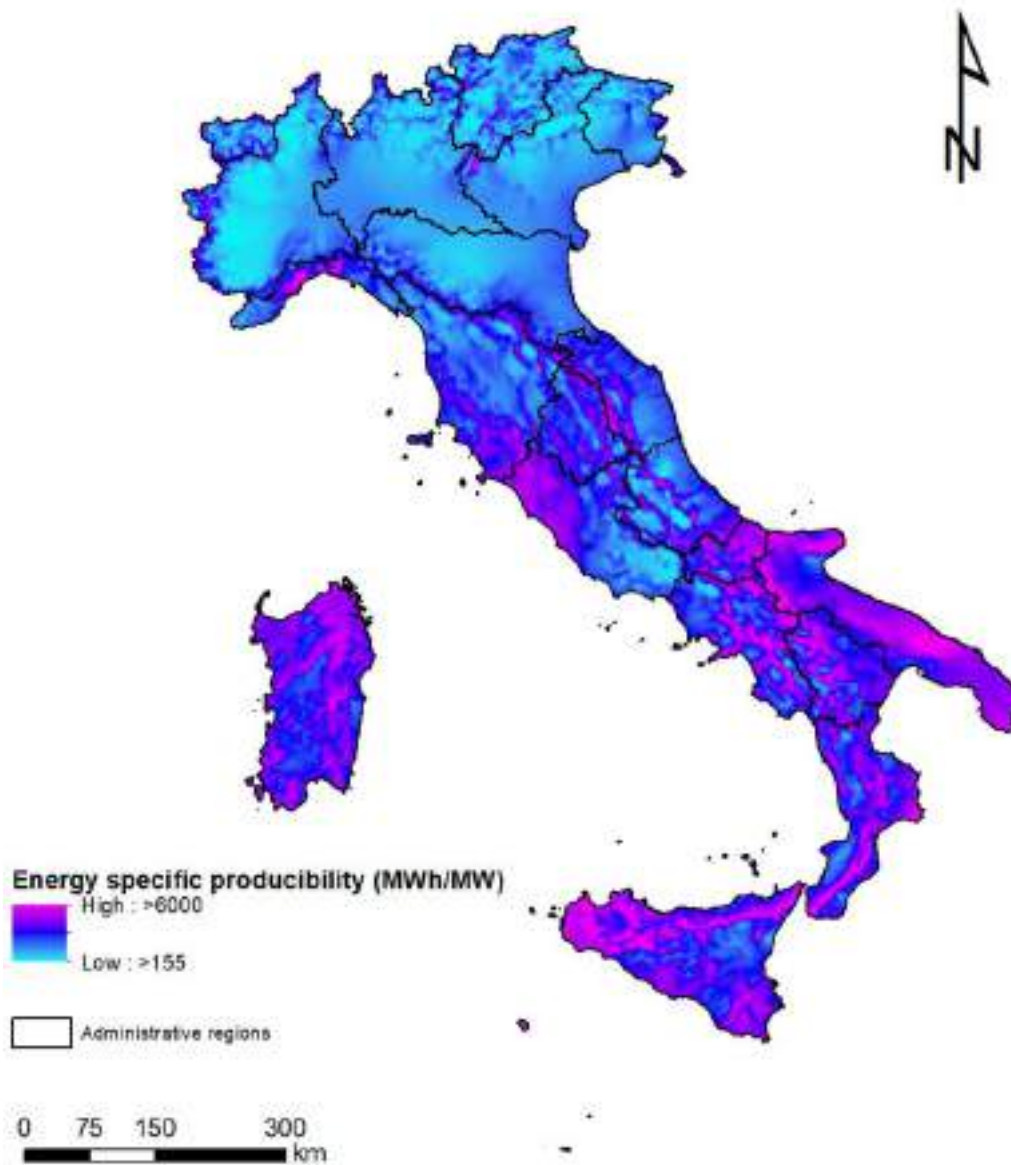 N
Energy specific producibility (MWh/MW)
High : >6000
Low : >155
Administrative regions
0 75 150 300
km